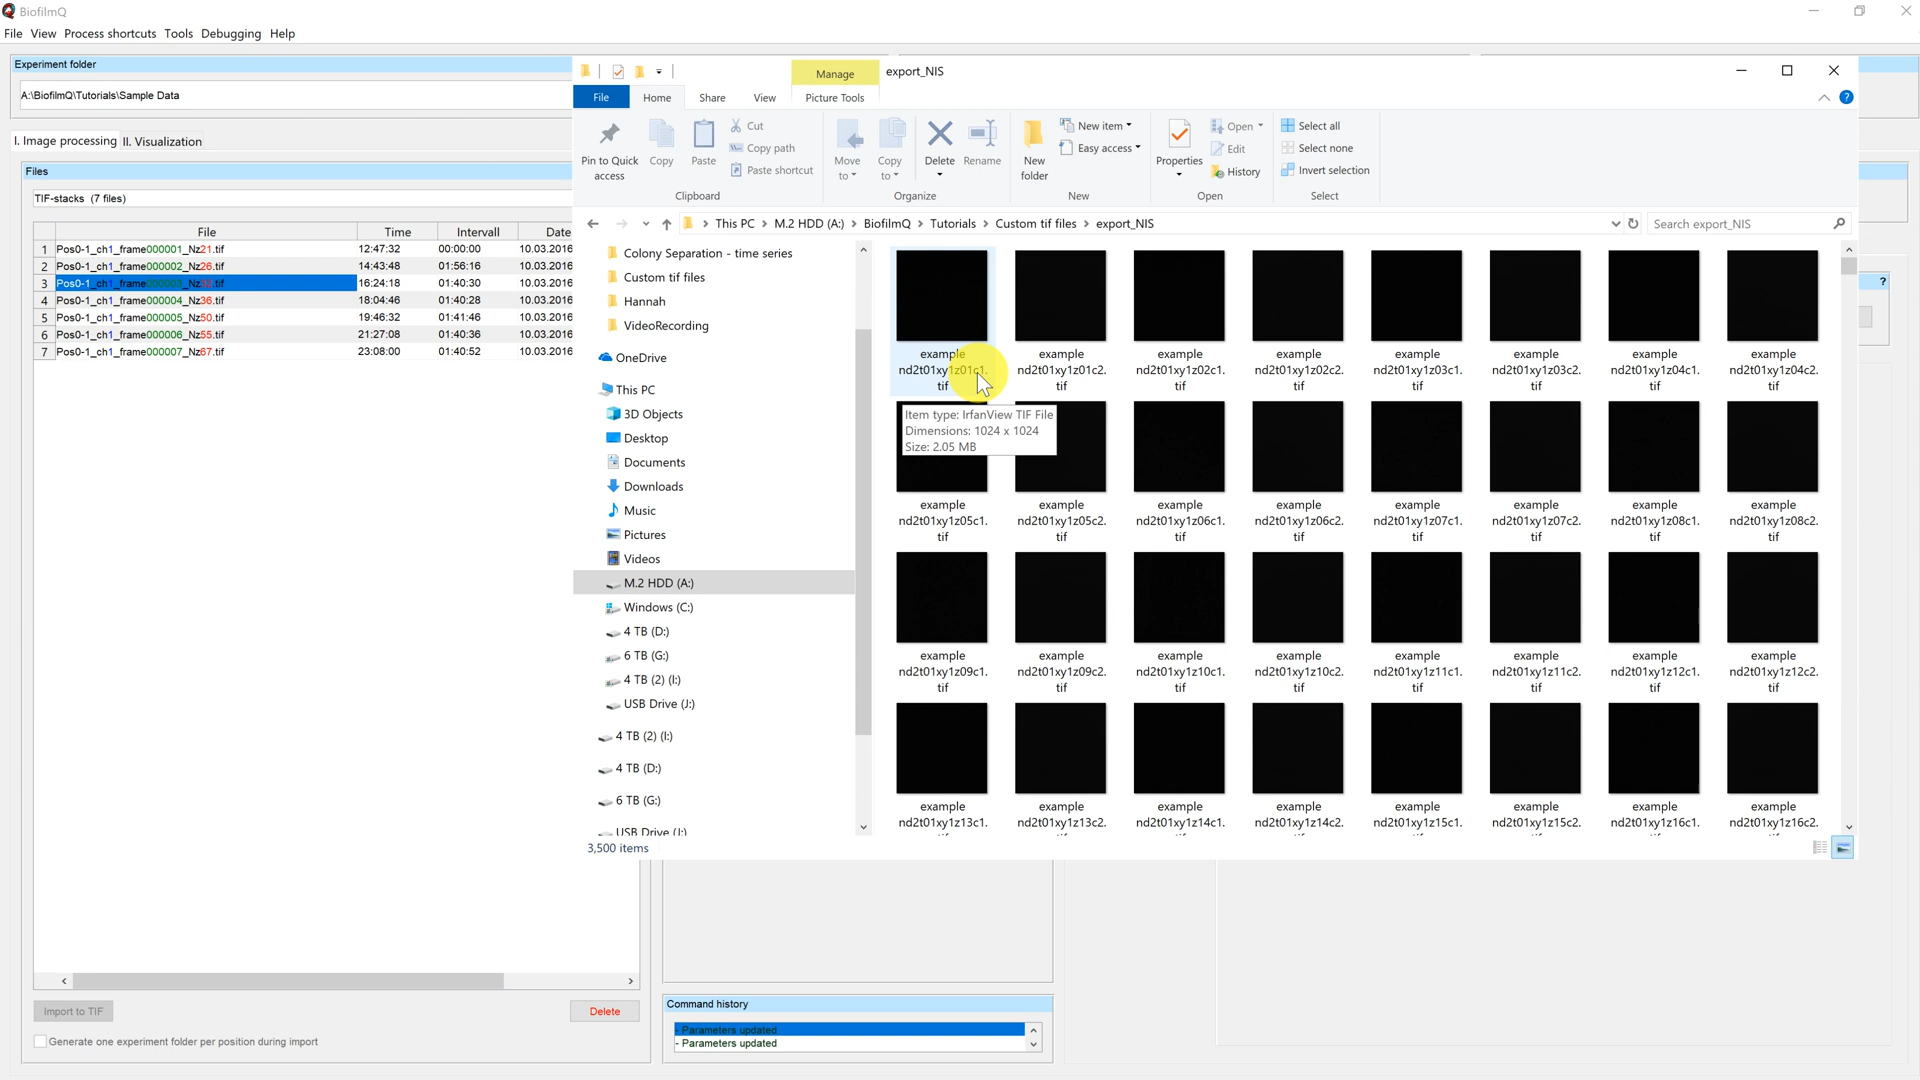 BiofilmQ
File View Process shortcuts Tools Debugging Help
Experiment folder
A:\BiofilmQ\Tutorials\Sample Data
I. Image processing II. Visualization
Files
TIF-stacks (7 files)
File Time Intervall Date
1 Pos0-1_ch1_frame000001_Nz21.tif 12:47:32 00:00:00 10.03.2016
2 Pos0-1_ch1_frame000002_Nz26.tif 14:43:48 01:56:16 10.03.2016
3 Pos0-1_ch1_frame000003_Nz32.tif 16:24:18 01:40:30 10.03.2016
4 Pos0-1_ch1_frame000004_Nz36.tif 18:04:46 01:40:28 10.03.2016
5 Pos0-1_ch1_frame000005_Nz50.tif 19:46:32 01:41:46 10.03.2016
6 Pos0-1_ch1_frame000006_Nz55.tif 21:27:08 01:40:36 10.03.2016
7 Pos0-1_ch1_frame000007_Nz67.tif 23:08:00 01:40:52 10.03.2016
Import to TIF Delete
Generate one experiment folder per position during import
Manage export_NIS
File Home Share View Picture Tools
?
Pin to Quick access
Copy
Paste
Cut
Copy path
Paste shortcut
Clipboard
Move to
Copy to
Delete
Rename
Organize
New folder
New item
Easy access
New
Properties
Open
Edit
History
Open
Select all
Select none
Invert selection
Select
This PC > M.2 HDD (A:) > BiofilmQ > Tutorials > Custom tif files > export_NIS
Search export_NIS
Colony Separation - time series
Custom tif files
Hannah
VideoRecording
OneDrive
This PC
3D Objects
Desktop
Documents
Downloads
Music
Pictures
Videos
M.2 HDD (A:)
Windows (C:)
4 TB (D:)
6 TB (G:)
4 TB (2) (I:)
USB Drive (J:)
4 TB (2) (I:)
4 TB (D:)
6 TB (G:)
USB Drive (J:)
3,500 items
example example example example example example example example
nd2t01xy1z01c1. nd2t01xy1z01c2. nd2t01xy1z02c1. nd2t01xy1z02c2. nd2t01xy1z03c1. nd2t01xy1z03c2. nd2t01xy1z04c1. nd2t01xy1z04c2.
tif tif tif tif tif tif tif tif
Item type: IrfanView TIF File
Dimensions: 1024 x 1024
Size: 2.05 MB
example example example example example example example example
nd2t01xy1z05c1. nd2t01xy1z05c2. nd2t01xy1z06c1. nd2t01xy1z06c2. nd2t01xy1z07c1. nd2t01xy1z07c2. nd2t01xy1z08c1. nd2t01xy1z08c2.
tif tif tif tif tif tif tif tif
example example example example example example example example
nd2t01xy1z09c1. nd2t01xy1z09c2. nd2t01xy1z10c1. nd2t01xy1z10c2. nd2t01xy1z11c1. nd2t01xy1z11c2. nd2t01xy1z12c1. nd2t01xy1z12c2.
tif tif tif tif tif tif tif tif
example example example example example example example example
nd2t01xy1z13c1. nd2t01xy1z13c2. nd2t01xy1z14c1. nd2t01xy1z14c2. nd2t01xy1z15c1. nd2t01xy1z15c2. nd2t01xy1z16c1. nd2t01xy1z16c2.
?
Command history
- Parameters updated
- Parameters updated